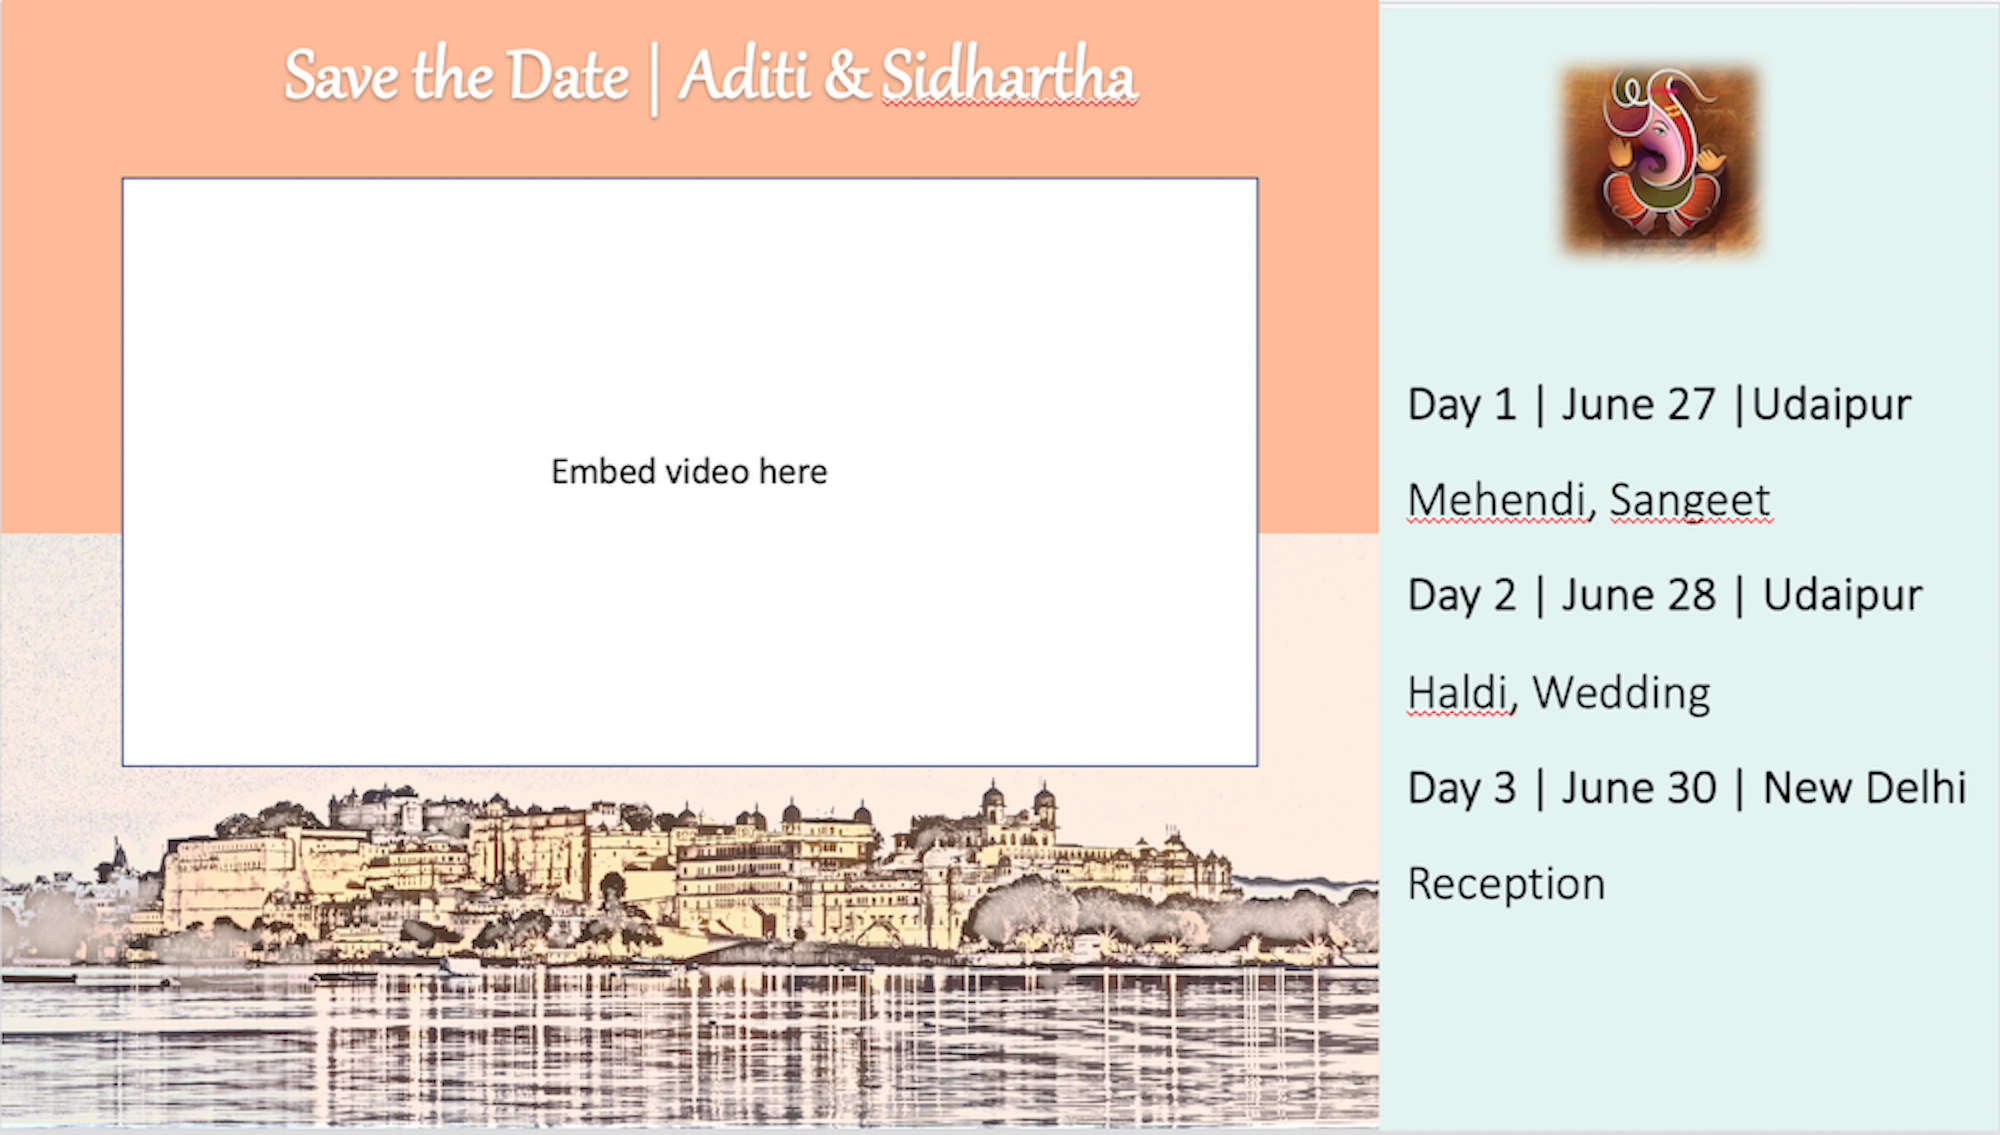 Save the Date | Aditi & Sidhartha
Embed video here
Day 1 | June 27 |Udaipur
Mehendi, Sangeet
Day 2 | June 28 | Udaipur
Haldi, Wedding
Day 3 | June 30 | New Delhi
Reception